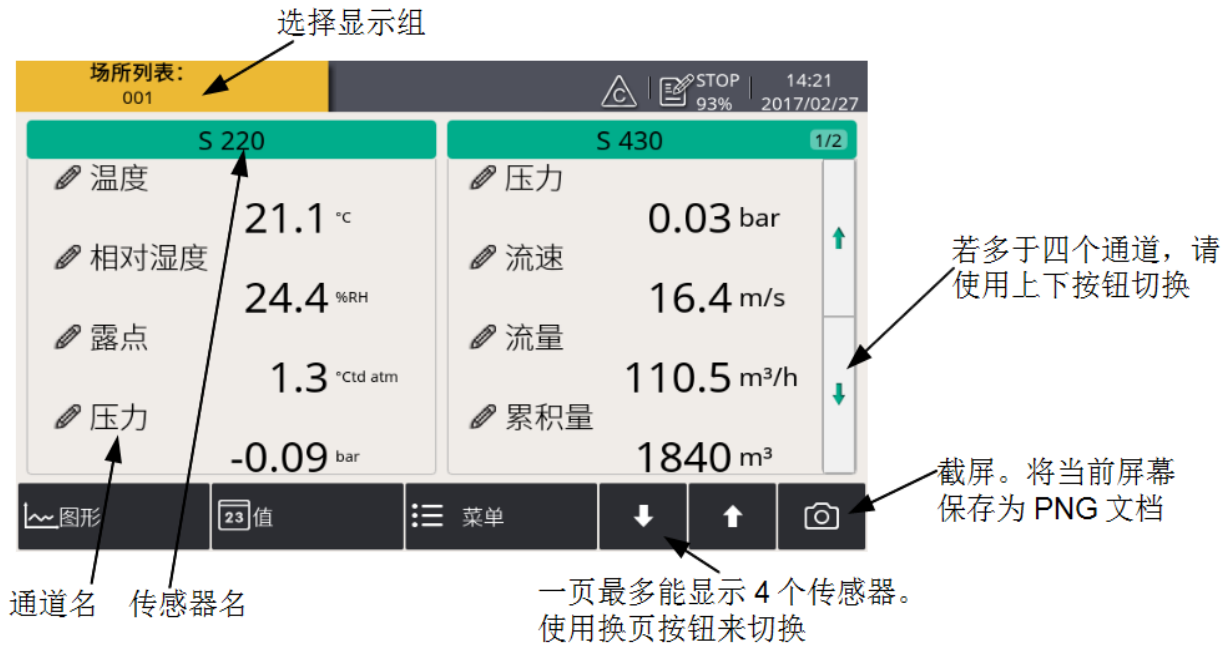 选择显示组
场所列表：
001
C
STOP
93%
14:21
2017/02/27
S 220
S 430
1/2
温度
21.1 °C
相对湿度
24.4 %RH
露点
1.3 °Ctd atm
压力
-0.09 bar
压力
0.03 bar
流速
16.4 m/s
流量
110.5 m³/h
累积量
1840 m³
若多于四个通道，请
使用上下按钮切换
截屏。将当前屏幕
保存为 PNG 文档
图形
23 值
菜单
通道名
传感器名
一页最多能显示 4 个传感器。
使用换页按钮来切换